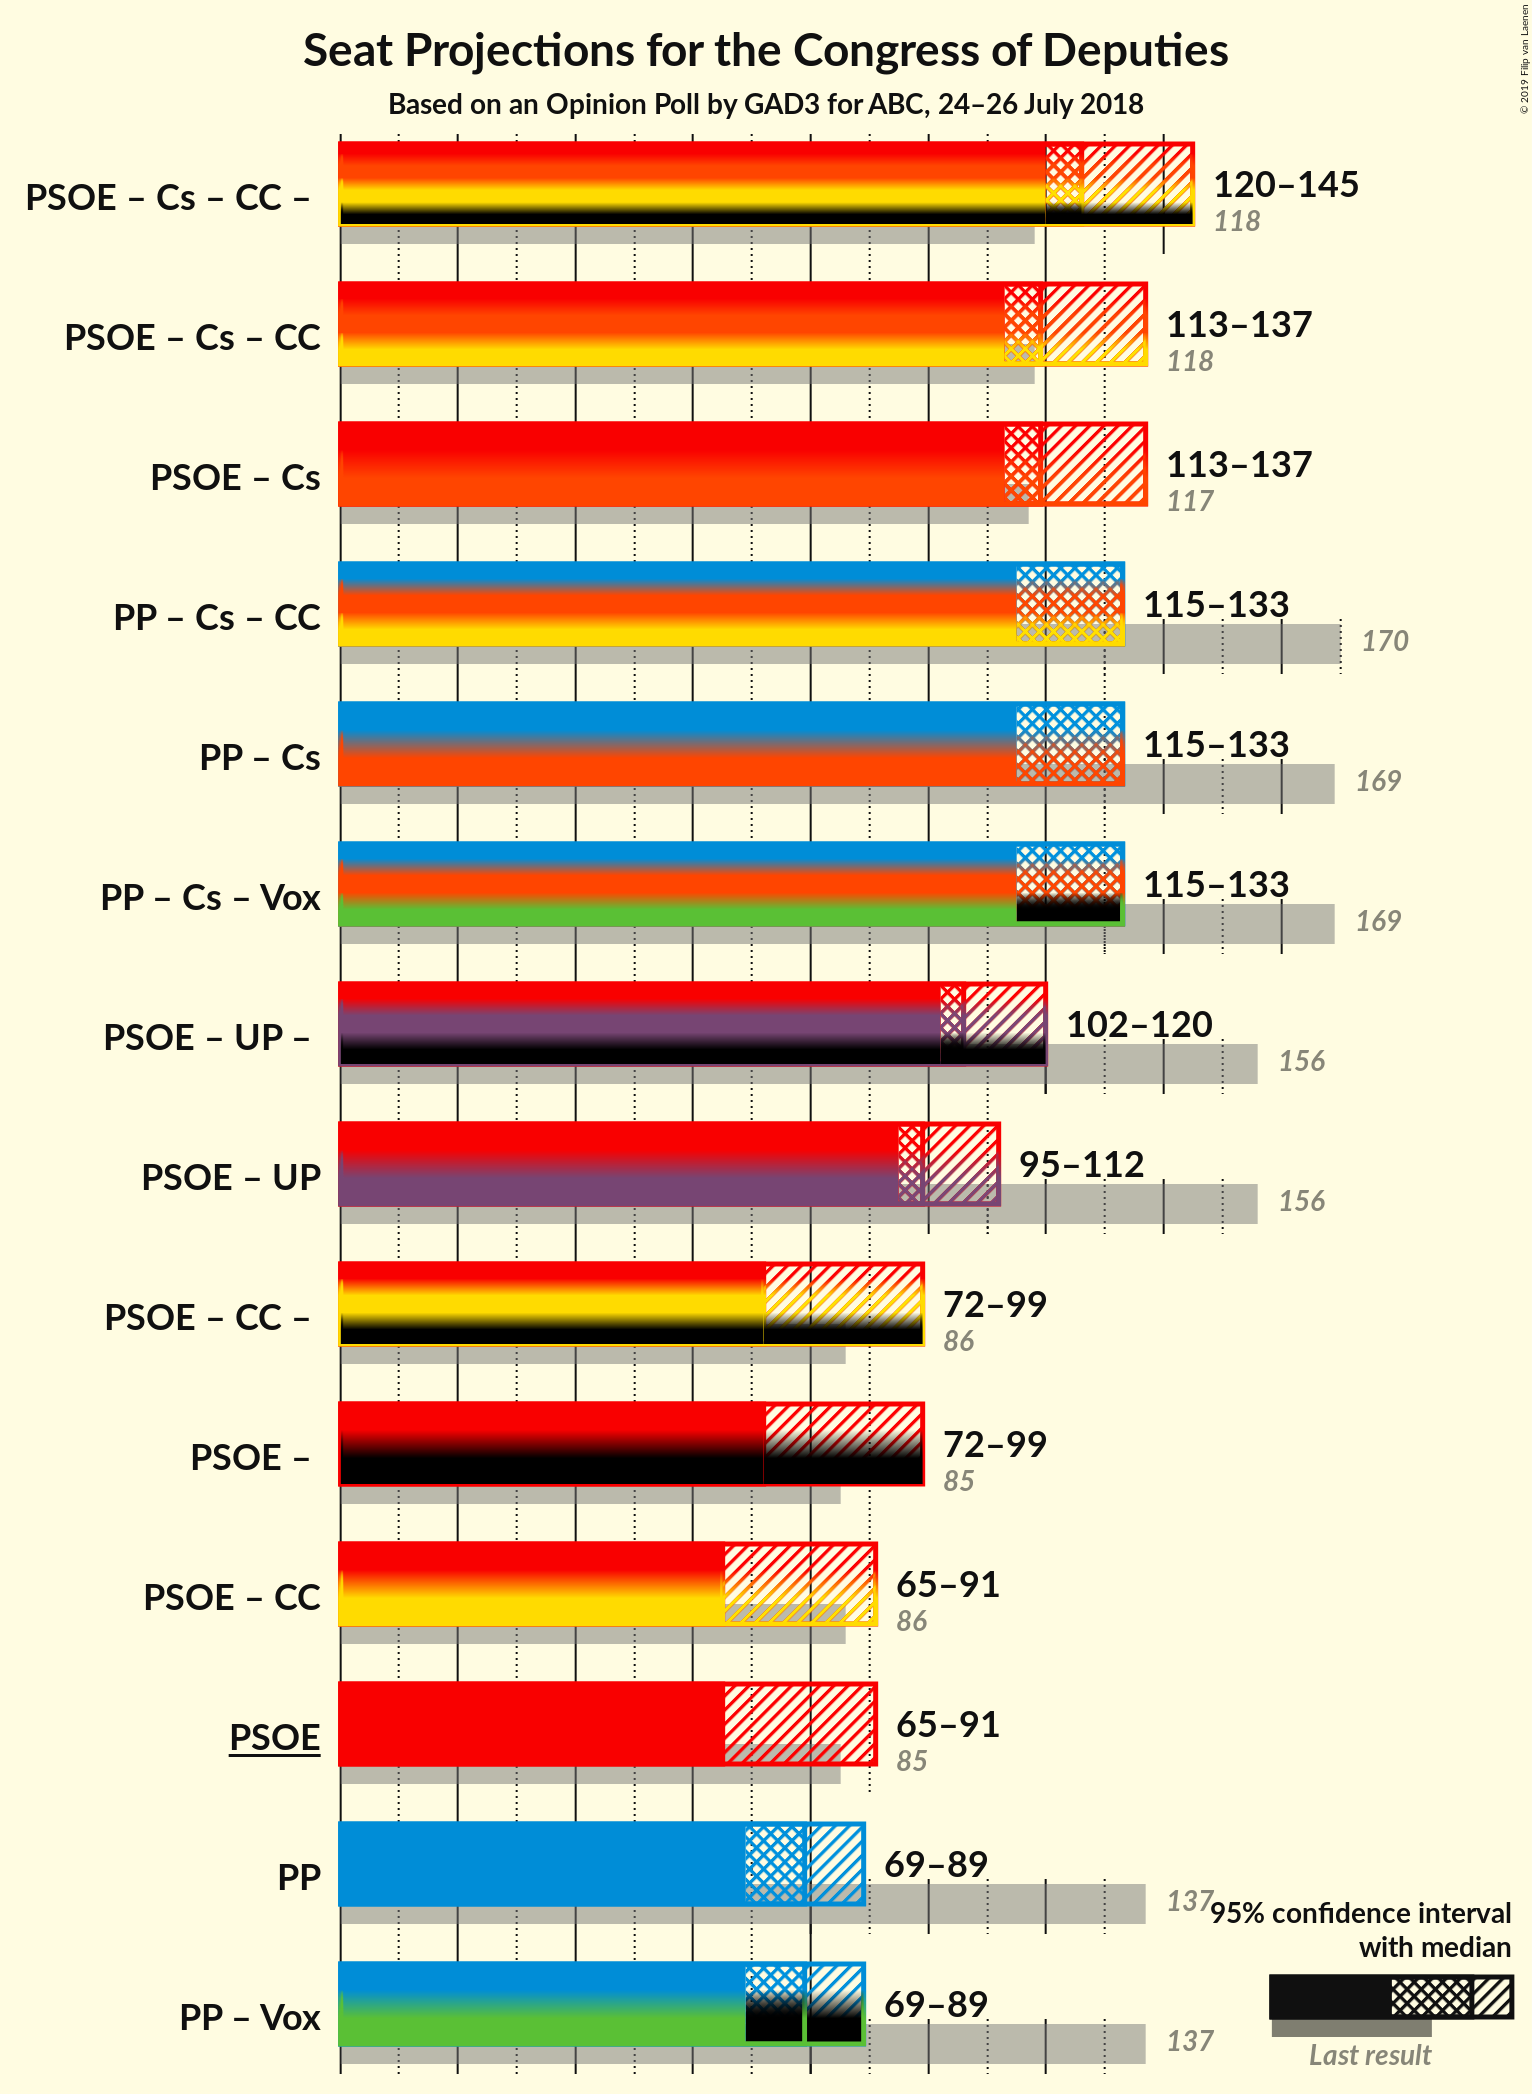 Seat Projections for the Congress of Deputies
Based on an Opinion Poll by GAD3 for ABC, 24–26 July 2018
© 2019 Filip van Laenen
PSOE – Cs – CC –
120–145
118
PSOE – Cs – CC
113–137
118
PSOE – Cs
113–137
117
PP – Cs – CC
115–133
170
PP – Cs
115–133
169
PP – Cs – Vox
115–133
169
PSOE – UP –
102–120
156
PSOE – UP
95–112
156
PSOE – CC –
72–99
86
PSOE –
72–99
85
PSOE – CC
65–91
86
PSOE
65–91
85
PP
69–89
137
PP – Vox
69–89
137
95% confidence interval
with median
Last result